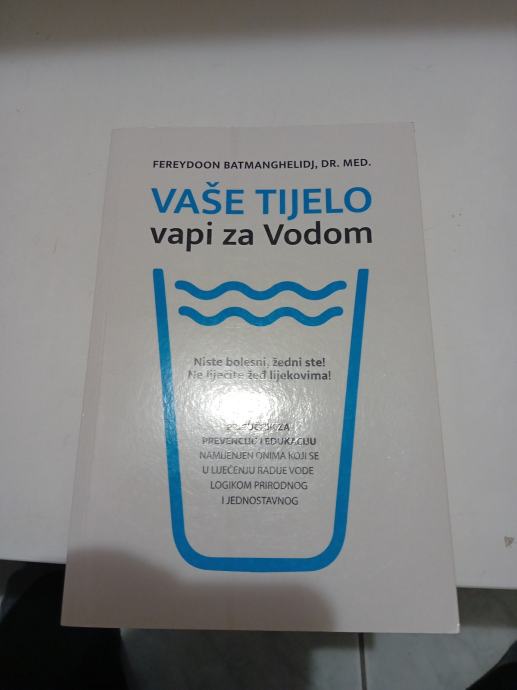 FEREYDOON BATMANGHELIDJ, DR. MED.
VAŠE TIJELO
vapi za Vodom
Niste bolesni, žedni ste!
Ne liječite žeđ lijekovima!
ZA
PREVENCIJU I EDUKACIJU
NAMIJENJEN ONIMA KOJI SE
U LIJEČENJU RADIJE VODE
LOGIKOM PRIRODNOG
I JEDNOSTAVNOG